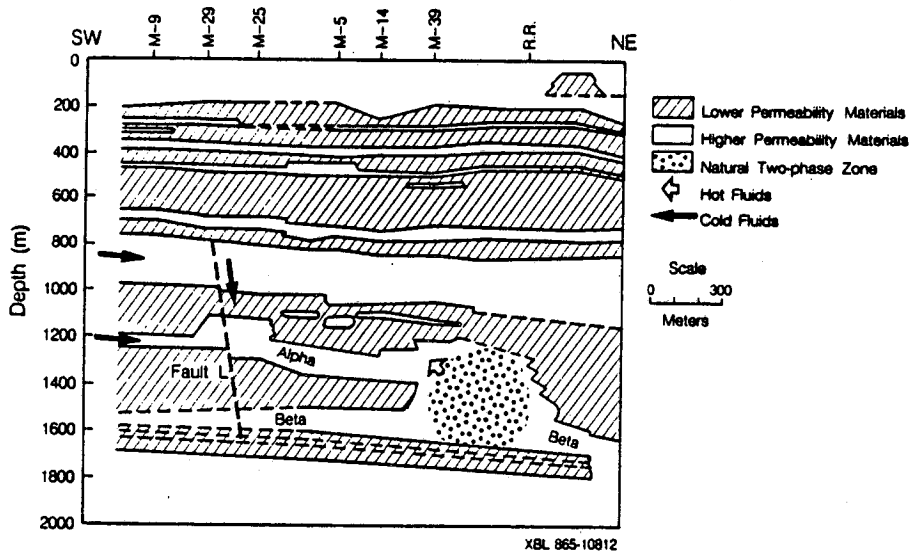 SW
M-9
M-29
M-25
M-5
M-14
M-39
R.R.
NE
0
200
400
600
800
1000
1200
1400
1600
1800
2000
Depth (m)
Alpha
Fault L
Beta
Beta
Lower Permeability Materials
Higher Permeability Materials
Natural Two-phase Zone
Hot Fluids
Cold Fluids
Scale
0 300
Meters
XBL 865-10812